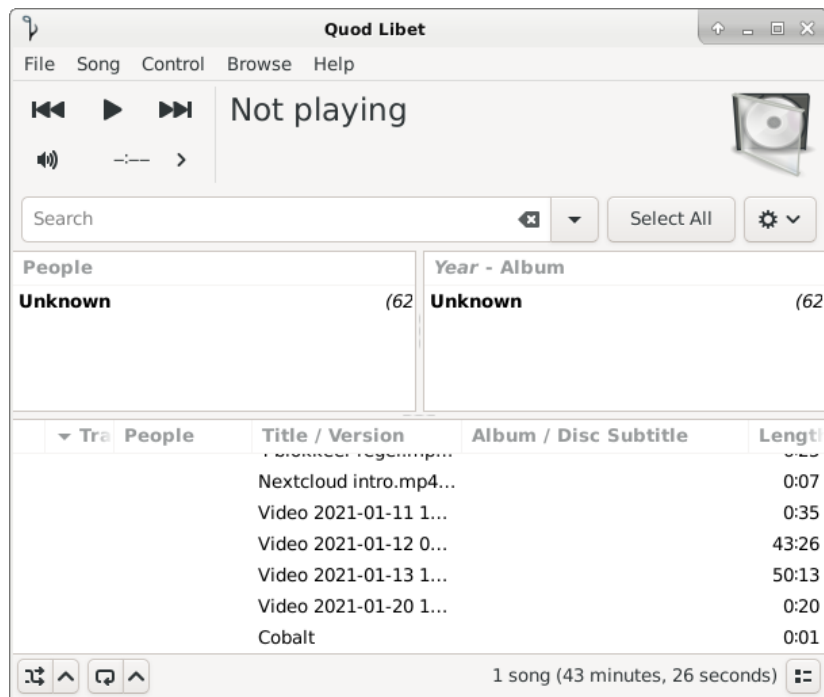 Quod Libet
File Song Control Browse Help
Not playing
-:--
Search Select All
People Year - Album
Unknown (62 Unknown (62
Tra People Title / Version Album / Disc Subtitle Length
Nextcloud intro.mp4... 0:07
Video 2021-01-11 1... 0:35
Video 2021-01-12 0... 43:26
Video 2021-01-13 1... 50:13
Video 2021-01-20 1... 0:20
Cobalt 0:01
1 song (43 minutes, 26 seconds)